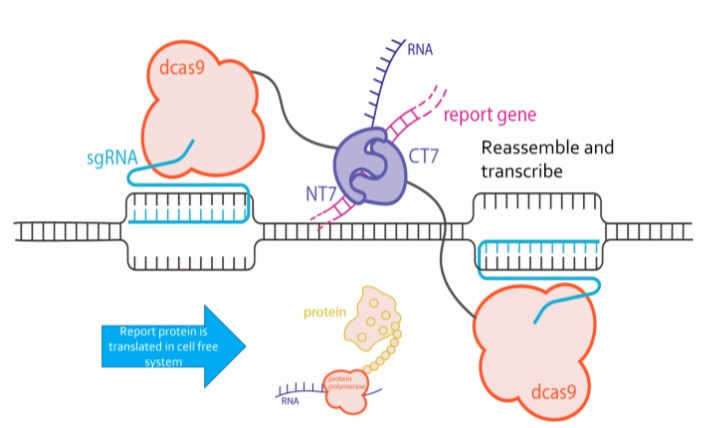 dcas9
RNA
report gene
sgRNA
CT7
Reassemble and
transcribe
NT7
protein
Report protein is
translated in cell free
system
protein
polymerase
RNA
dcas9